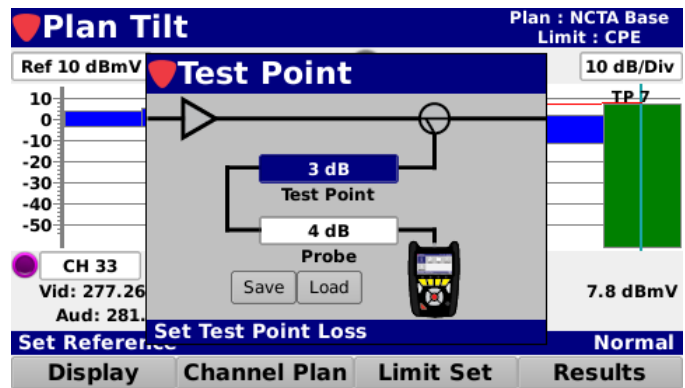 Plan Tilt
Plan : NCTA Base
Limit : CPE
Ref 10 dBmV
10 dB/Div
Test Point
TP 7
10
0
-10
-20
-30
-40
-50
3 dB
Test Point
4 dB
Probe
Save
Load
CH 33
Vid: 277.26
7.8 dBmV
Aud: 281.
Set Test Point Loss
Set Reference
Normal
Display
Channel Plan
Limit Set
Results